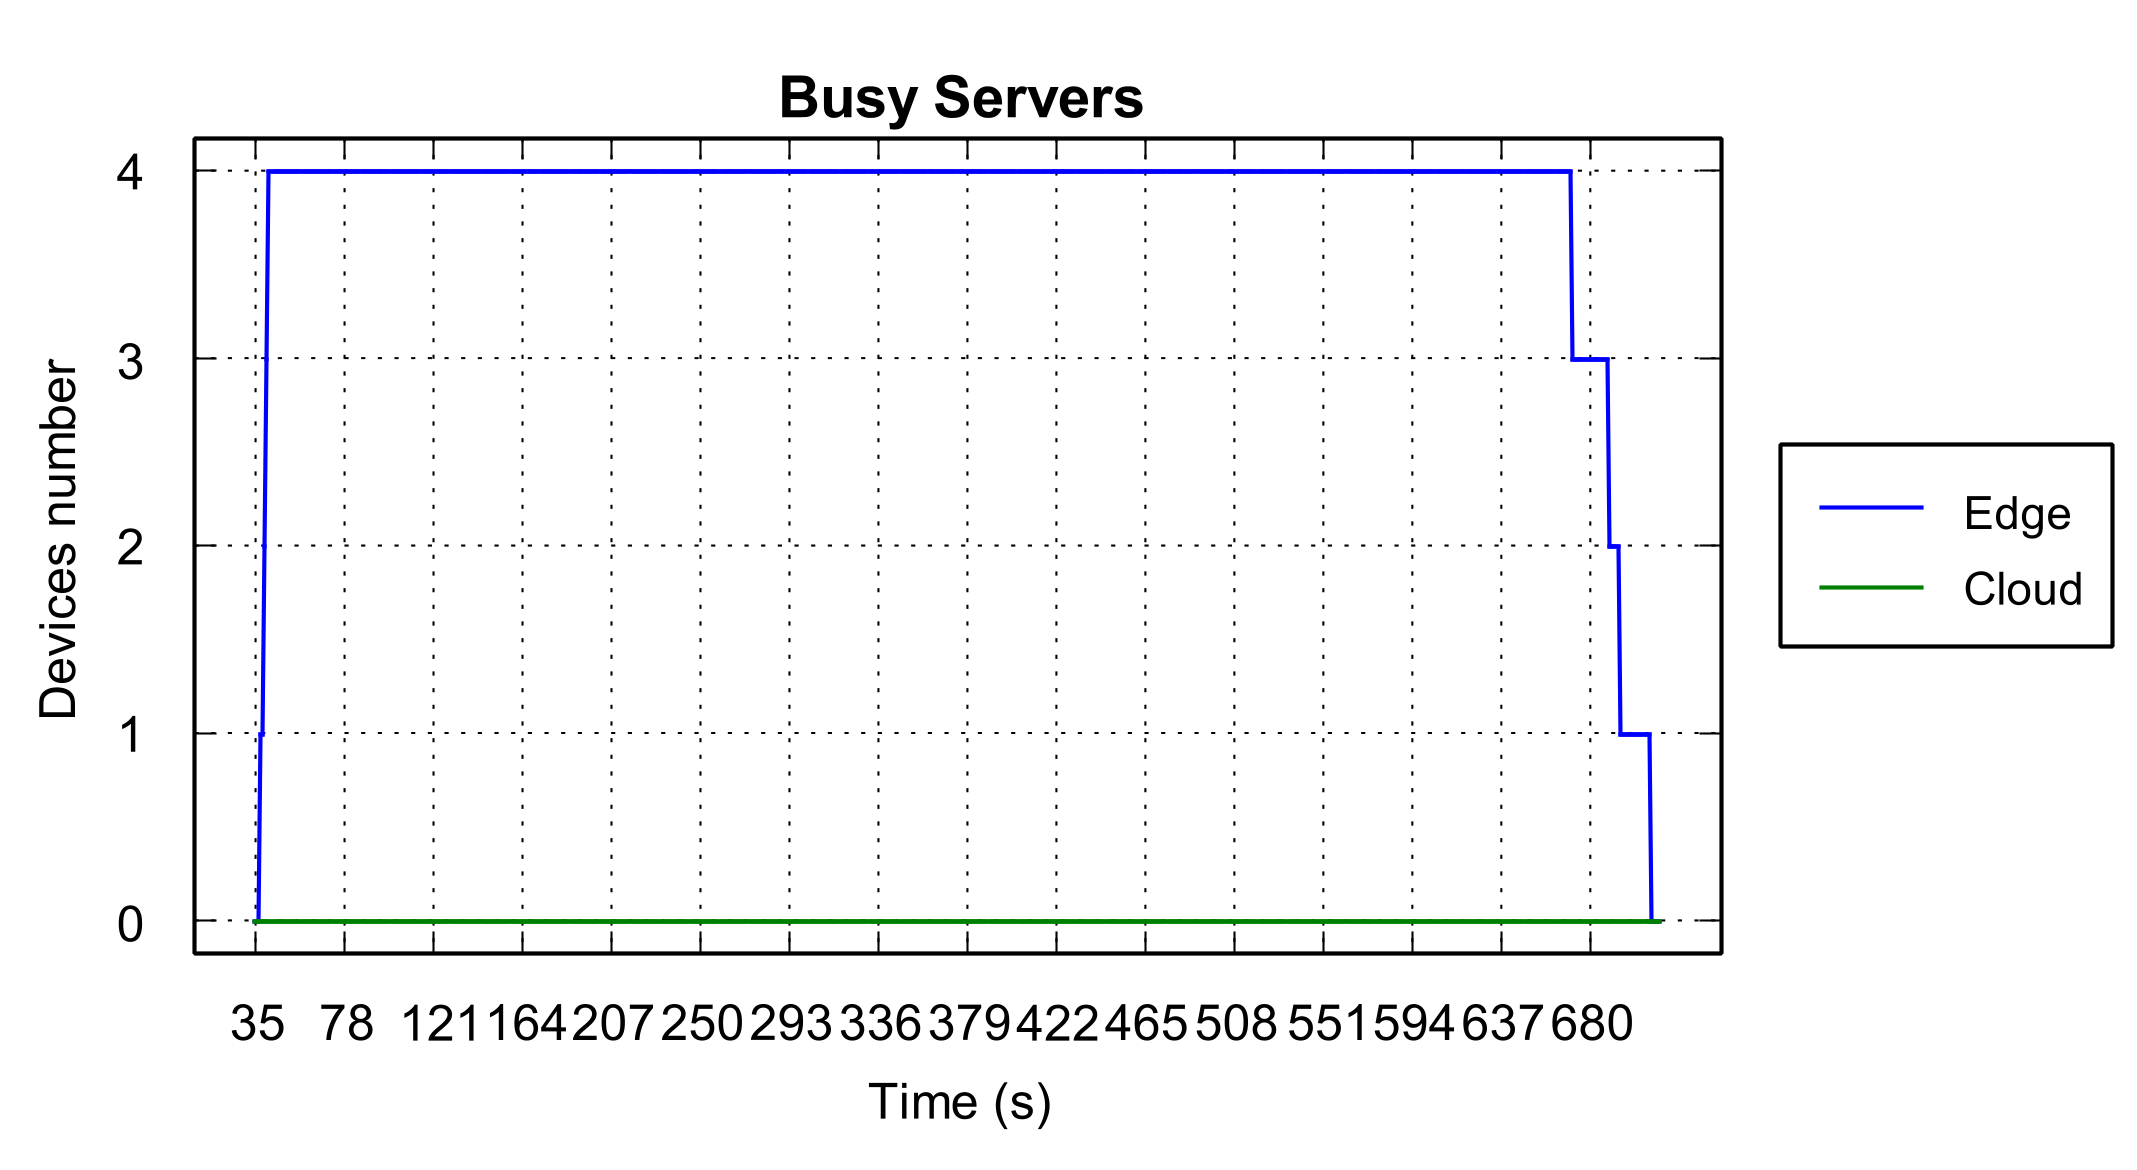 Busy Servers
4
3
2
1
0
Devices number
Edge
Cloud
35 78 121 164 207 250 293 336 379 422 465 508 551 594 637 680
Time (s)